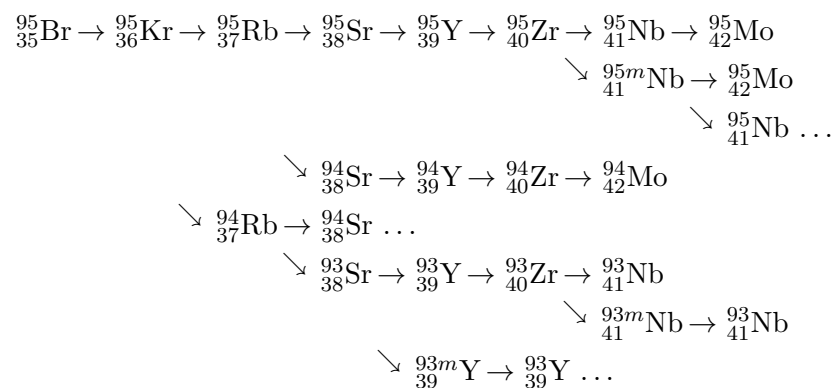 ⁹⁵₃₅Br → ⁹⁵₃₆Kr → ⁹⁵₃₇Rb → ⁹⁵₃₈Sr → ⁹⁵₃₉Y → ⁹⁵₄₀Zr → ⁹⁵₄₁Nb → ⁹⁵₄₂Mo
↘ ⁹⁵ᵐ₄₁Nb → ⁹⁵₄₂Mo
↘ ⁹⁵₄₁Nb …
↘ ⁹⁴₃₈Sr → ⁹⁴₃₉Y → ⁹⁴₄₀Zr → ⁹⁴₄₂Mo
↘ ⁹⁴₃₇Rb → ⁹⁴₃₈Sr …
↘ ⁹³₃₈Sr → ⁹³₃₉Y → ⁹³₄₀Zr → ⁹³₄₁Nb
↘ ⁹³ᵐ₄₁Nb → ⁹³₄₁Nb
↘ ⁹³ᵐ₃₉Y → ⁹³₃₉Y …